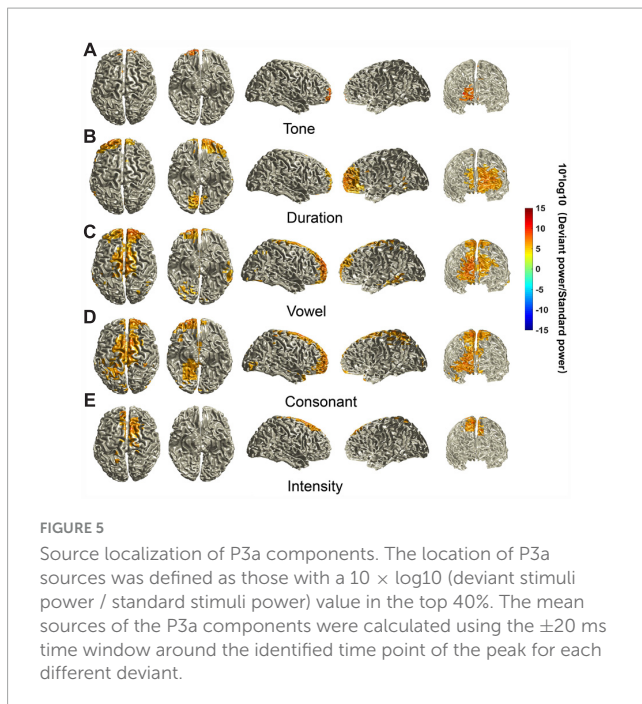 A
Tone
B
Duration
C
Vowel
D
Consonant
E
Intensity
15
10
5
0
-5
-10
-15
10*log10 (Deviant power/Standard power)
FIGURE 5
Source localization of P3a components. The location of P3a
sources was defined as those with a 10 × log10 (deviant stimuli
power / standard stimuli power) value in the top 40%. The mean
sources of the P3a components were calculated using the ±20 ms
time window around the identified time point of the peak for each
different deviant.